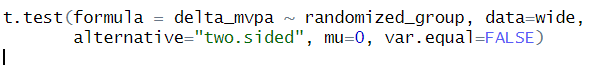 t.test(formula = delta_mvpa ~ randomized_group, data=wide,
alternative="two.sided", mu=0, var.equal=FALSE)